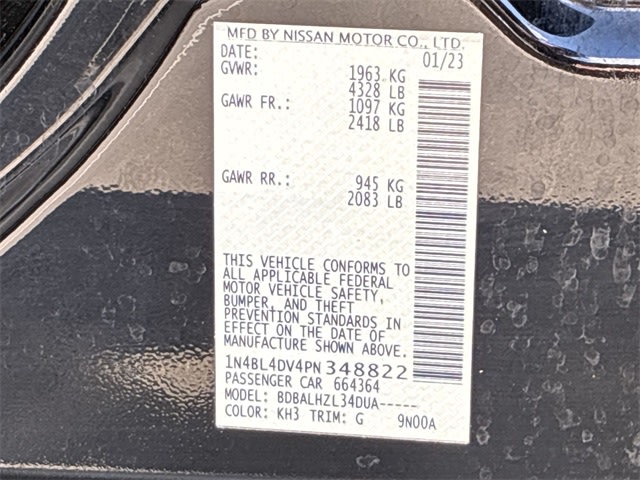 MFD BY NISSAN MOTOR CO., LTD.
DATE: 01/23
GVWR: 1963 KG
4328 LB
GAWR FR.: 1097 KG
2418 LB
GAWR RR.: 945 KG
2083 LB
THIS VEHICLE CONFORMS TO
ALL APPLICABLE FEDERAL
MOTOR VEHICLE SAFETY,
BUMPER, AND THEFT
PREVENTION STANDARDS IN
EFFECT ON THE DATE OF
MANUFACTURE SHOWN ABOVE.
1N4BL4DV4PN348822
PASSENGER CAR 664364
MODEL: BDBALHZL34DUA-----
COLOR: KH3 TRIM: G 9N00A